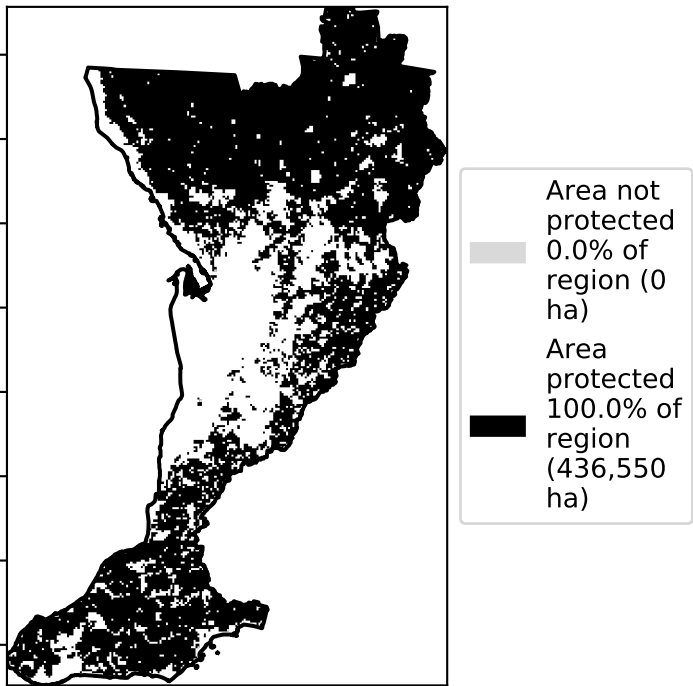 Area not
protected
0.0% of
region (0
ha)
Area
protected
100.0% of
region
(436,550
ha)